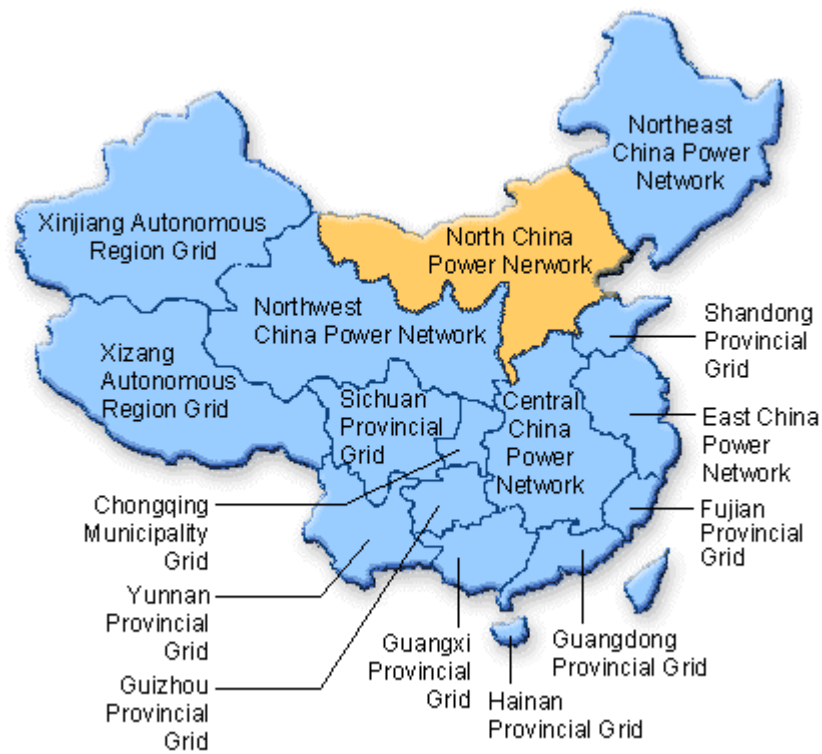 Northeast
China Power
Network
Xinjiang Autonomous
Region Grid
North China
Power Nerwork
Northwest
China Power Network
Shandong
Provincial
Grid
Xizang
Autonomous
Region Grid
Sichuan
Provincial
Grid
Central
China
Power
Network
East China
Power
Network
Chongqing
Municipality
Grid
Fujian
Provincial
Grid
Yunnan
Provincial
Grid
Guizhou
Provincial
Grid
Guangxi
Provincial
Grid
Hainan
Provincial Grid
Guangdong
Provincial Grid